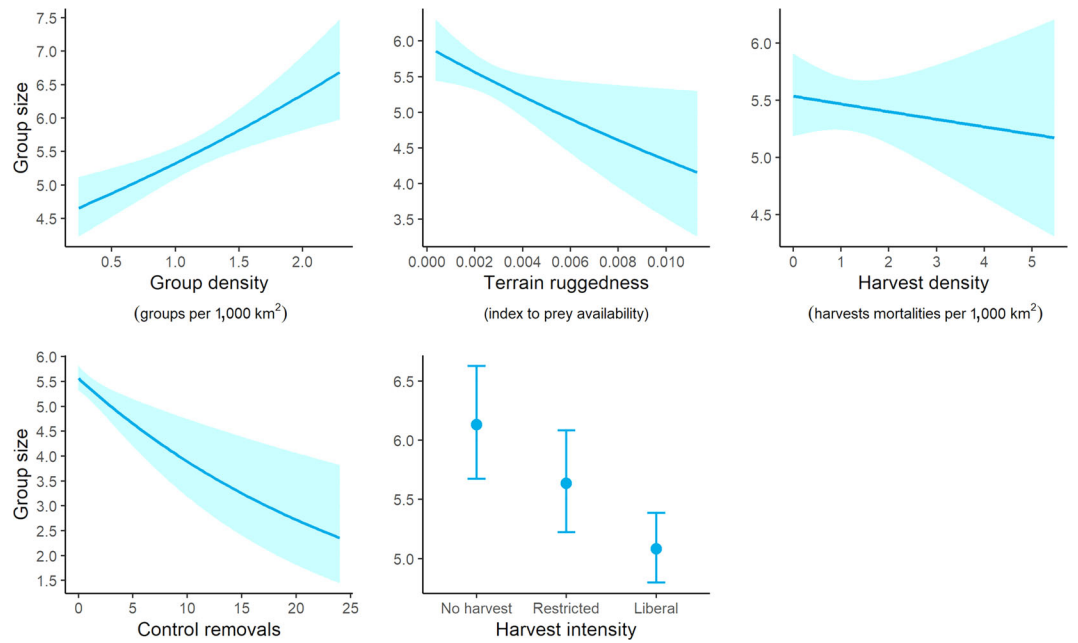 Group size
7.5
7.0
6.5
6.0
5.5
5.0
4.5
0.5 1.0 1.5 2.0
Group density
(groups per 1,000 km²)
6.0
5.5
5.0
4.5
4.0
3.5
0.000 0.002 0.004 0.006 0.008 0.010
Terrain ruggedness
(index to prey availability)
6.0
5.5
5.0
4.5
0 1 2 3 4 5
Harvest density
(harvests mortalities per 1,000 km²)
Group size
6.0
5.5
5.0
4.5
4.0
3.5
3.0
2.5
2.0
1.5
0 5 10 15 20 25
Control removals
6.5
6.0
5.5
5.0
No harvest Restricted Liberal
Harvest intensity